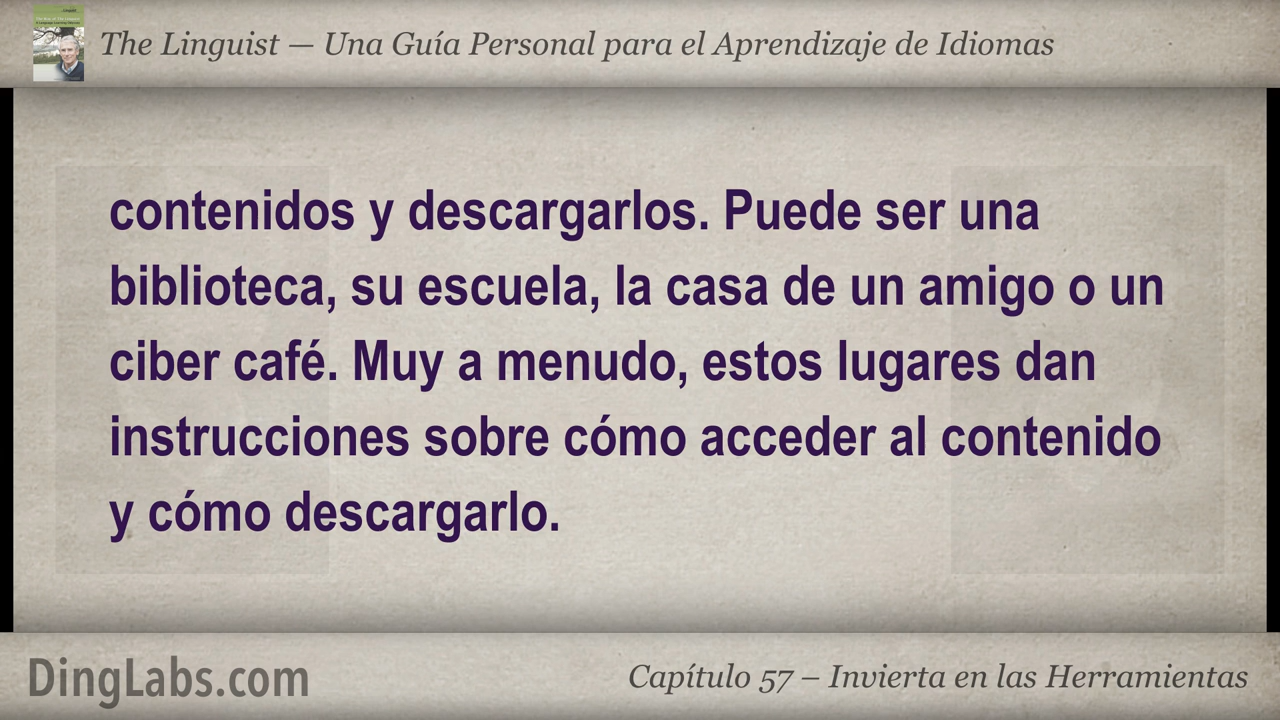 The Linguist — Una Guía Personal para el Aprendizaje de Idiomas
contenidos y descargarlos. Puede ser una
biblioteca, su escuela, la casa de un amigo o un
ciber café. Muy a menudo, estos lugares dan
instrucciones sobre cómo acceder al contenido
y cómo descargarlo.
DingLabs.com
Capítulo 57 – Invierta en las Herramientas